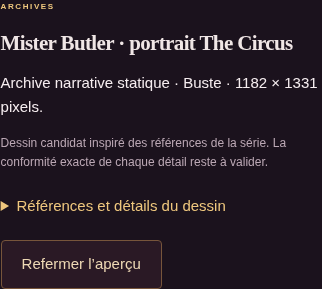 ARCHIVES
Mister Butler · portrait The Circus
Archive narrative statique · Buste · 1182 × 1331
pixels.
Dessin candidat inspiré des références de la série. La
conformité exacte de chaque détail reste à valider.
▶ Références et détails du dessin
Refermer l’aperçu